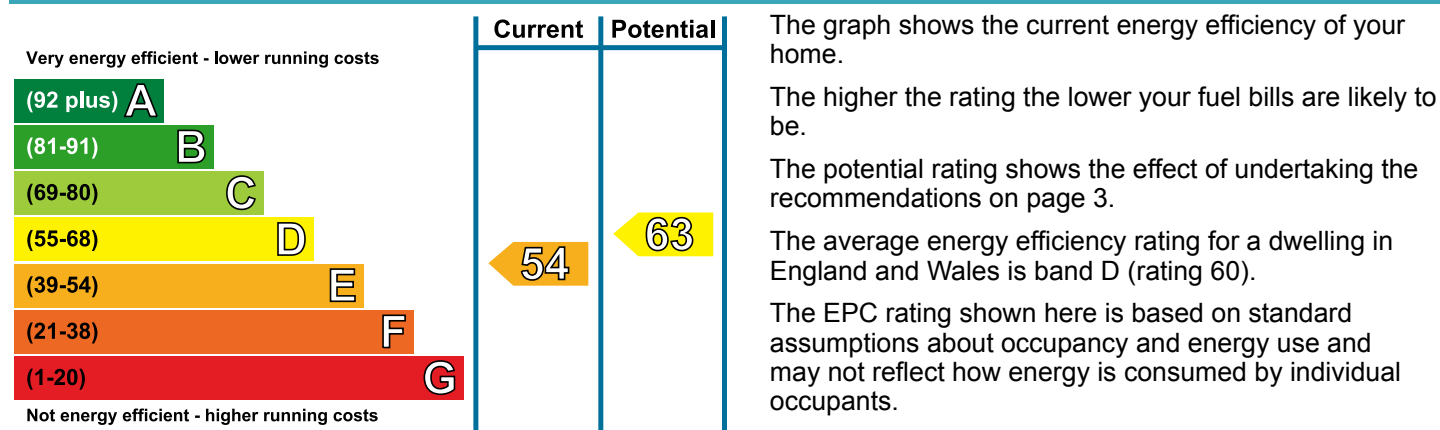 Current Potential
Very energy efficient - lower running costs
(92 plus) A
(81-91) B
(69-80) C
(55-68) D
(39-54) E
(21-38) F
(1-20) G
Not energy efficient - higher running costs
54
63
The graph shows the current energy efficiency of your
home.
The higher the rating the lower your fuel bills are likely to
be.
The potential rating shows the effect of undertaking the
recommendations on page 3.
The average energy efficiency rating for a dwelling in
England and Wales is band D (rating 60).
The EPC rating shown here is based on standard
assumptions about occupancy and energy use and
may not reflect how energy is consumed by individual
occupants.